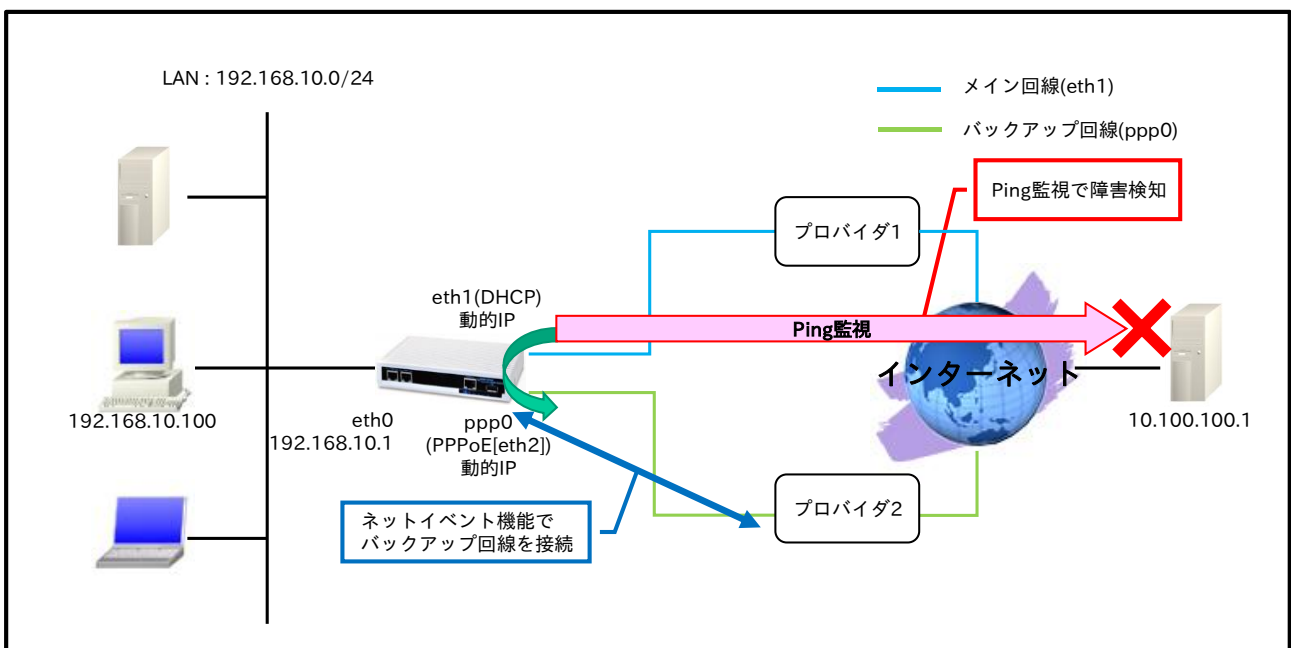 LAN : 192.168.10.0/24
メイン回線(eth1)
バックアップ回線(ppp0)
Ping監視で障害検知
プロバイダ1
eth1(DHCP)
動的IP
Ping監視
インターネット
192.168.10.100
eth0
192.168.10.1
ppp0
(PPPoE[eth2])
動的IP
10.100.100.1
ネットイベント機能で
バックアップ回線を接続
プロバイダ2